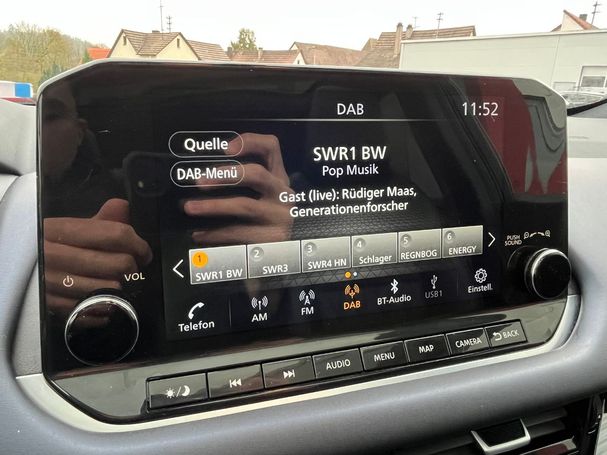 DAB
11:52
Quelle
DAB-Menü
SWR1 BW
Pop Musik
Gast (live): Rüdiger Maas,
Generationenforscher
1 2 3 4 5 6
SWR1 BW SWR3 SWR4 HN Schlager REGNBOG ENERGY
Telefon AM FM DAB BT-Audio USB1 Einstell.
VOL
PUSH
SOUND
AUDIO MENU MAP CAMERA BACK